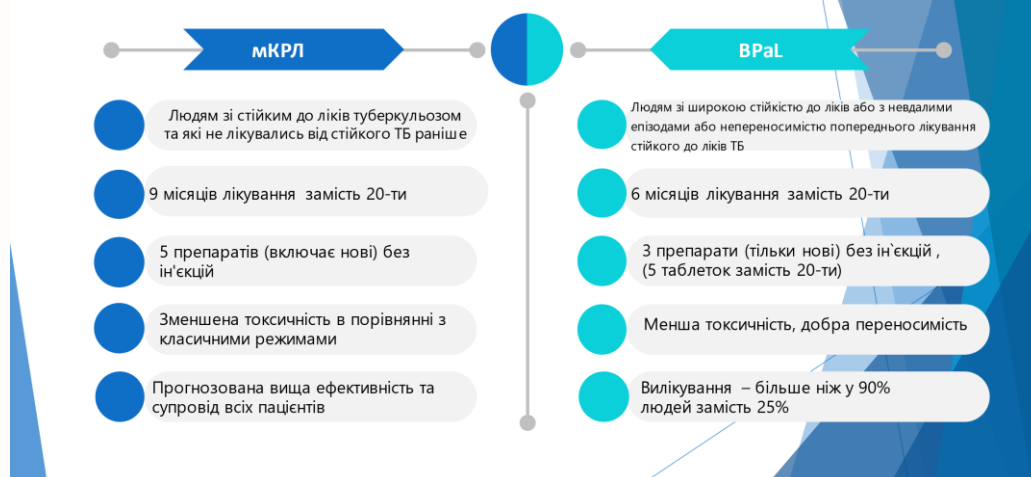 мКРЛ
Людям зі стійким до ліків туберкульозом
та які не лікувались від стійкого ТБ раніше
9 місяців лікування замість 20-ти
5 препаратів (включає нові) без
ін'єкцій
Зменшена токсичність в порівнянні з
класичними режимами
Прогнозована вища ефективність та
супровід всіх пацієнтів
BPaL
Людям зі широкою стійкістю до ліків або з невдалими
епізодами або непереносимістю попереднього лікування
стійкого до ліків ТБ
6 місяців лікування замість 20-ти
3 препарати (тільки нові) без ін`єкцій ,
(5 таблеток замість 20-ти)
Менша токсичність, добра переносимість
Вилікування – більше ніж у 90%
людей замість 25%